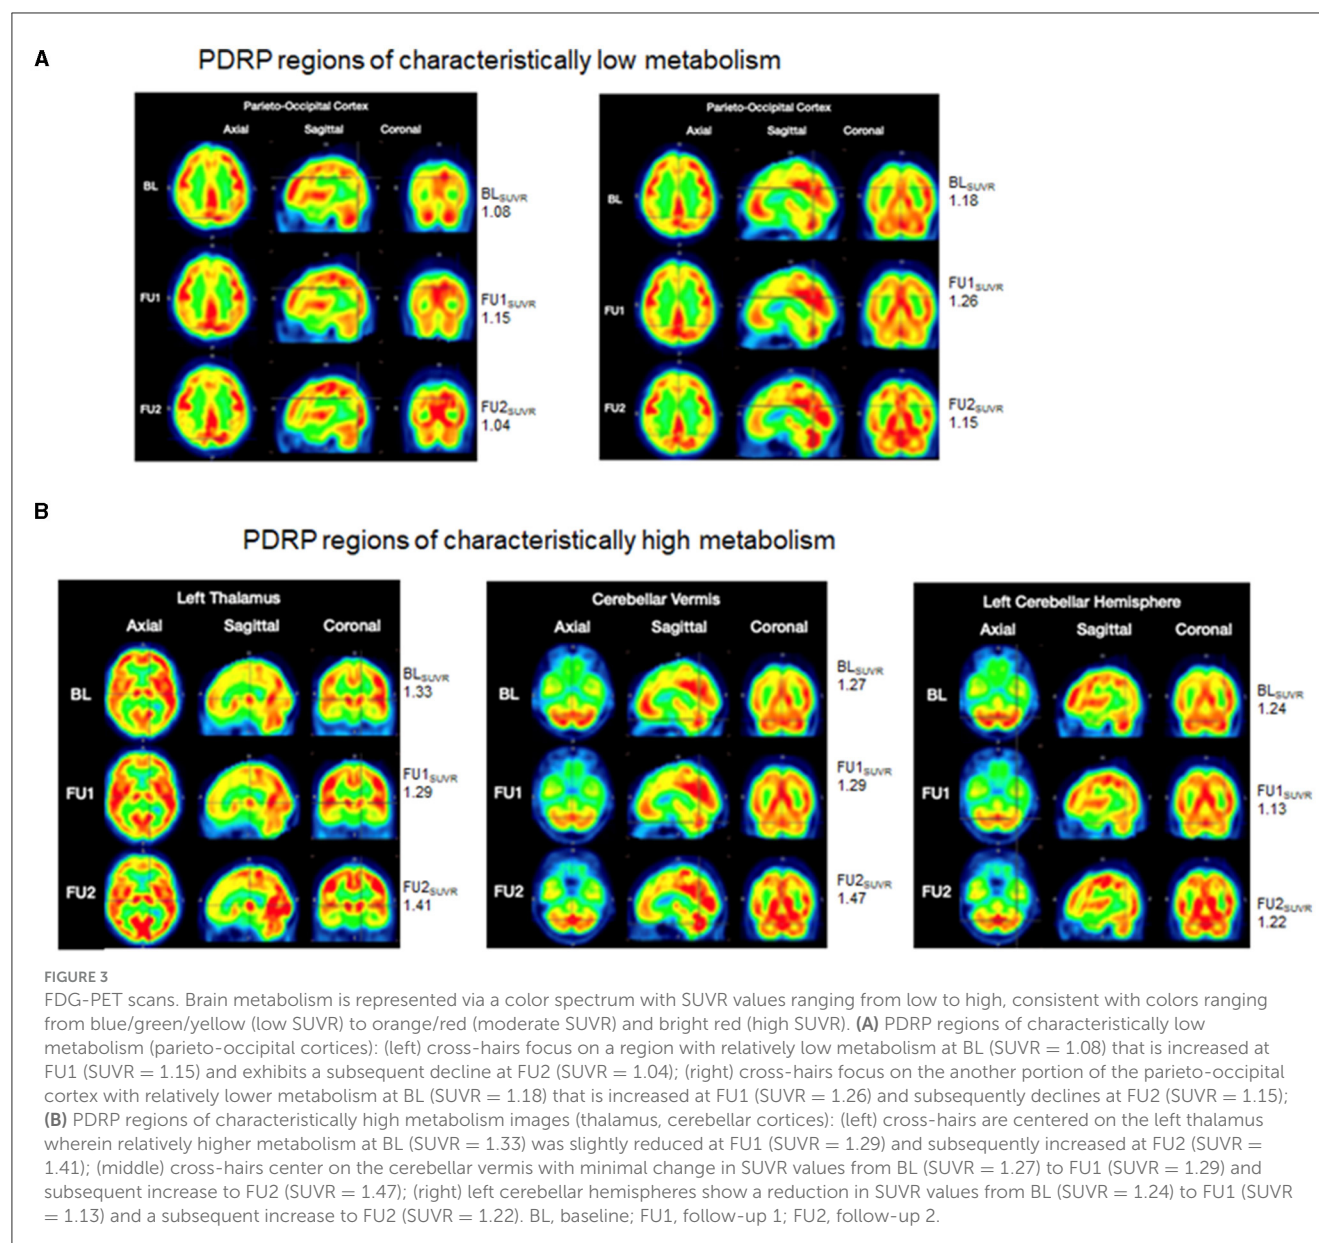 A
PDRP regions of characteristically low metabolism
Parieto-Occipital Cortex
Axial Sagittal Coronal
BL
BLSUVR
1.08
FU1
FU1SUVR
1.15
FU2
FU2SUVR
1.04
Parieto-Occipital Cortex
Axial Sagittal Coronal
BL
BLSUVR
1.18
FU1
FU1SUVR
1.26
FU2
FU2SUVR
1.15
B
PDRP regions of characteristically high metabolism
Left Thalamus
Axial Sagittal Coronal
BL
BLSUVR
1.33
FU1
FU1SUVR
1.29
FU2
FU2SUVR
1.41
Cerebellar Vermis
Axial Sagittal Coronal
BL
BLSUVR
1.27
FU1
FU1SUVR
1.29
FU2
FU2SUVR
1.47
Left Cerebellar Hemisphere
Axial Sagittal Coronal
BL
BLSUVR
1.24
FU1
FU1SUVR
1.13
FU2
FU2SUVR
1.22
FIGURE 3
FDG-PET scans. Brain metabolism is represented via a color spectrum with SUVR values ranging from low to high, consistent with colors ranging
from blue/green/yellow (low SUVR) to orange/red (moderate SUVR) and bright red (high SUVR). (A) PDRP regions of characteristically low
metabolism (parieto-occipital cortices): (left) cross-hairs focus on a region with relatively low metabolism at BL (SUVR = 1.08) that is increased at
FU1 (SUVR = 1.15) and exhibits a subsequent decline at FU2 (SUVR = 1.04); (right) cross-hairs focus on the another portion of the parieto-occipital
cortex with relatively lower metabolism at BL (SUVR = 1.18) that is increased at FU1 (SUVR = 1.26) and subsequently declines at FU2 (SUVR = 1.15);
(B) PDRP regions of characteristically high metabolism images (thalamus, cerebellar cortices): (left) cross-hairs are centered on the left thalamus
wherein relatively higher metabolism at BL (SUVR = 1.33) was slightly reduced at FU1 (SUVR = 1.29) and subsequently increased at FU2 (SUVR =
1.41); (middle) cross-hairs center on the cerebellar vermis with minimal change in SUVR values from BL (SUVR = 1.27) to FU1 (SUVR = 1.29) and
subsequent increase to FU2 (SUVR = 1.47); (right) left cerebellar hemispheres show a reduction in SUVR values from BL (SUVR = 1.24) to FU1 (SUVR
= 1.13) and a subsequent increase to FU2 (SUVR = 1.22). BL, baseline; FU1, follow-up 1; FU2, follow-up 2.